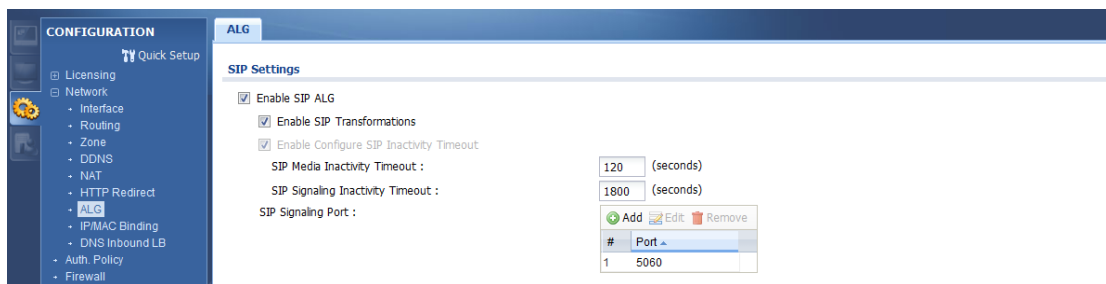 CONFIGURATION
Quick Setup
Licensing
Network
Interface
Routing
Zone
DDNS
NAT
HTTP Redirect
ALG
IP/MAC Binding
DNS Inbound LB
Auth. Policy
Firewall
ALG
SIP Settings
Enable SIP ALG
Enable SIP Transformations
Enable Configure SIP Inactivity Timeout
SIP Media Inactivity Timeout : 120 (seconds)
SIP Signaling Inactivity Timeout : 1800 (seconds)
SIP Signaling Port :
Add Edit Remove
# Port
1 5060